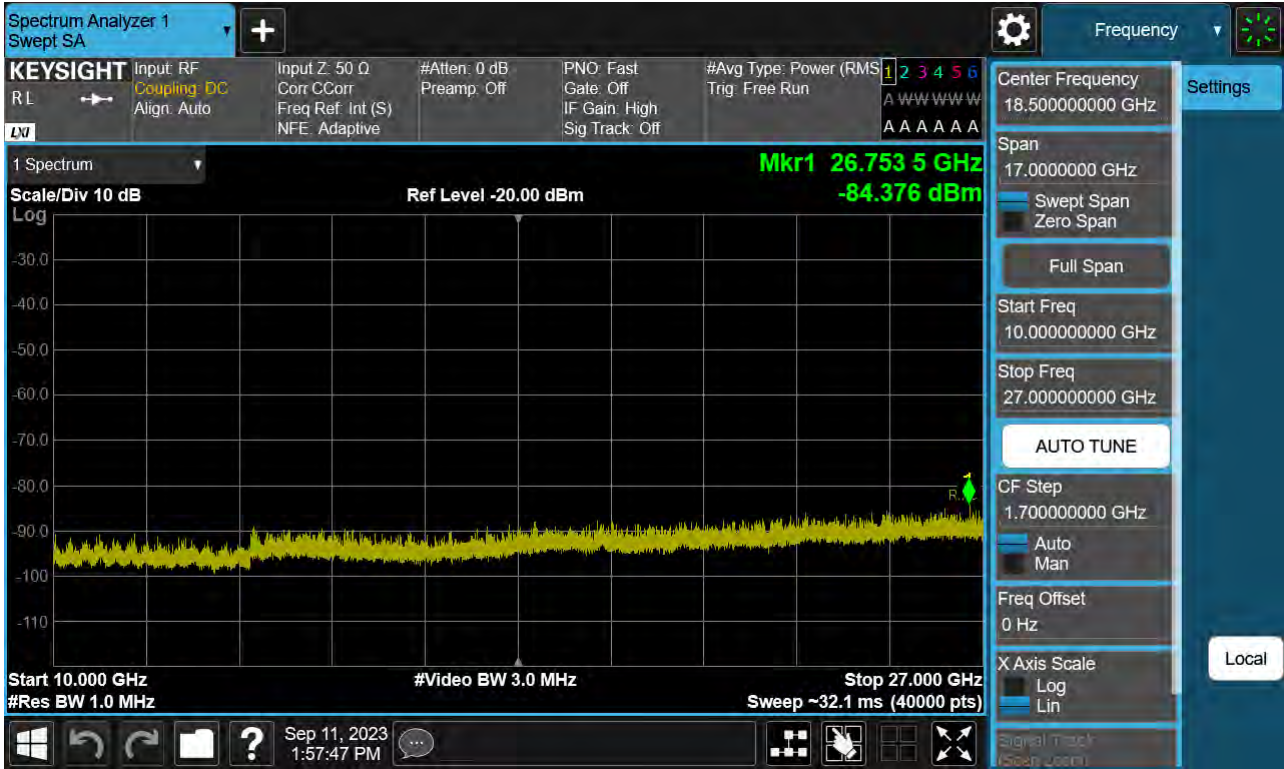 Spectrum Analyzer 1
Swept SA
+
Frequency
KEYSIGHT
R L
LXI
Input: RF
Coupling: DC
Align: Auto
Input Z: 50 Ω
Corr CCorr
Freq Ref: Int (S)
NFE: Adaptive
#Atten: 0 dB
Preamp: Off
PNO: Fast
Gate: Off
IF Gain: High
Sig Track: Off
#Avg Type: Power (RMS
Trig: Free Run
1 2 3 4 5 6
A W W W W W
A A A A A A
1 Spectrum
Scale/Div 10 dB
Log
Ref Level -20.00 dBm
Mkr1 26.753 5 GHz
-84.376 dBm
-30.0
-40.0
-50.0
-60.0
-70.0
-80.0
-90.0
-100
-110
1
Start 10.000 GHz
#Res BW 1.0 MHz
#Video BW 3.0 MHz
Stop 27.000 GHz
Sweep ~32.1 ms (40000 pts)
Center Frequency
18.500000000 GHz
Span
17.0000000 GHz
Swept Span
Zero Span
Full Span
Start Freq
10.000000000 GHz
Stop Freq
27.000000000 GHz
AUTO TUNE
CF Step
1.700000000 GHz
Auto
Man
Freq Offset
0 Hz
X Axis Scale
Log
Lin
Signal Track
(Span Zoom)
Settings
Local
?
Sep 11, 2023
1:57:47 PM